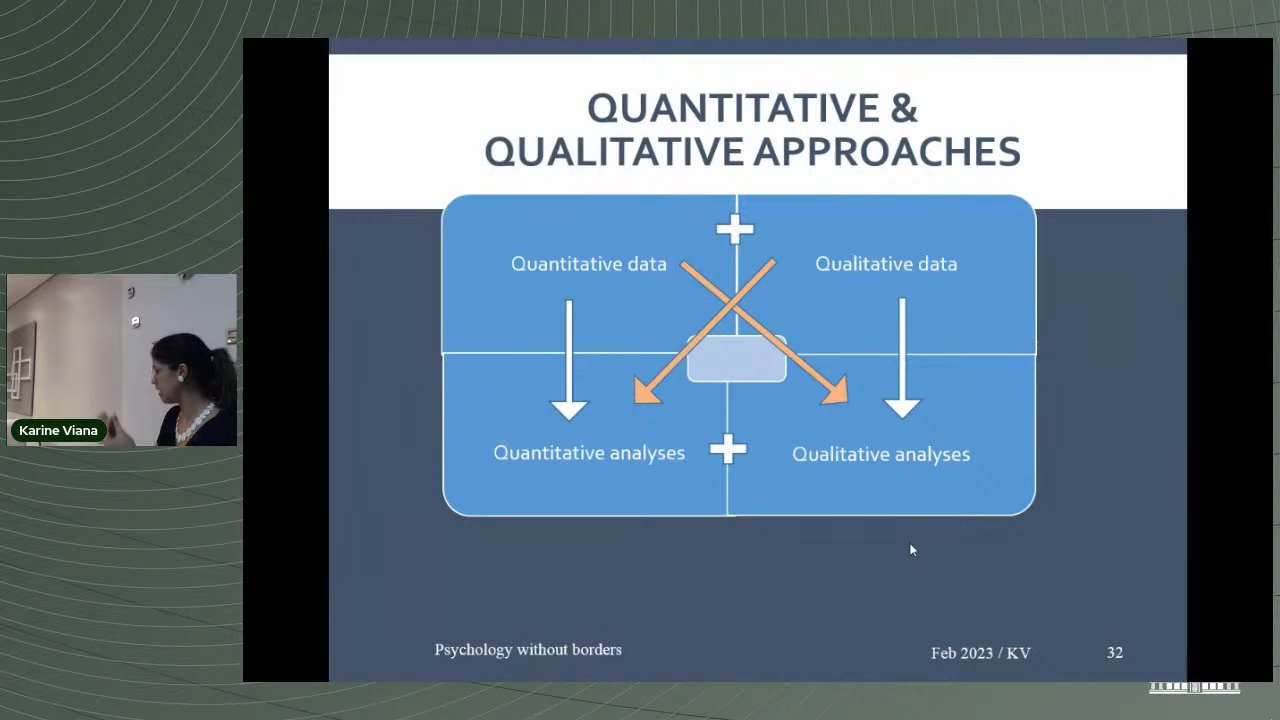 QUANTITATIVE &
QUALITATIVE APPROACHES
Quantitative data
Qualitative data
Quantitative analyses
Qualitative analyses
Karine Viana
Psychology without borders
Feb 2023 / KV
32